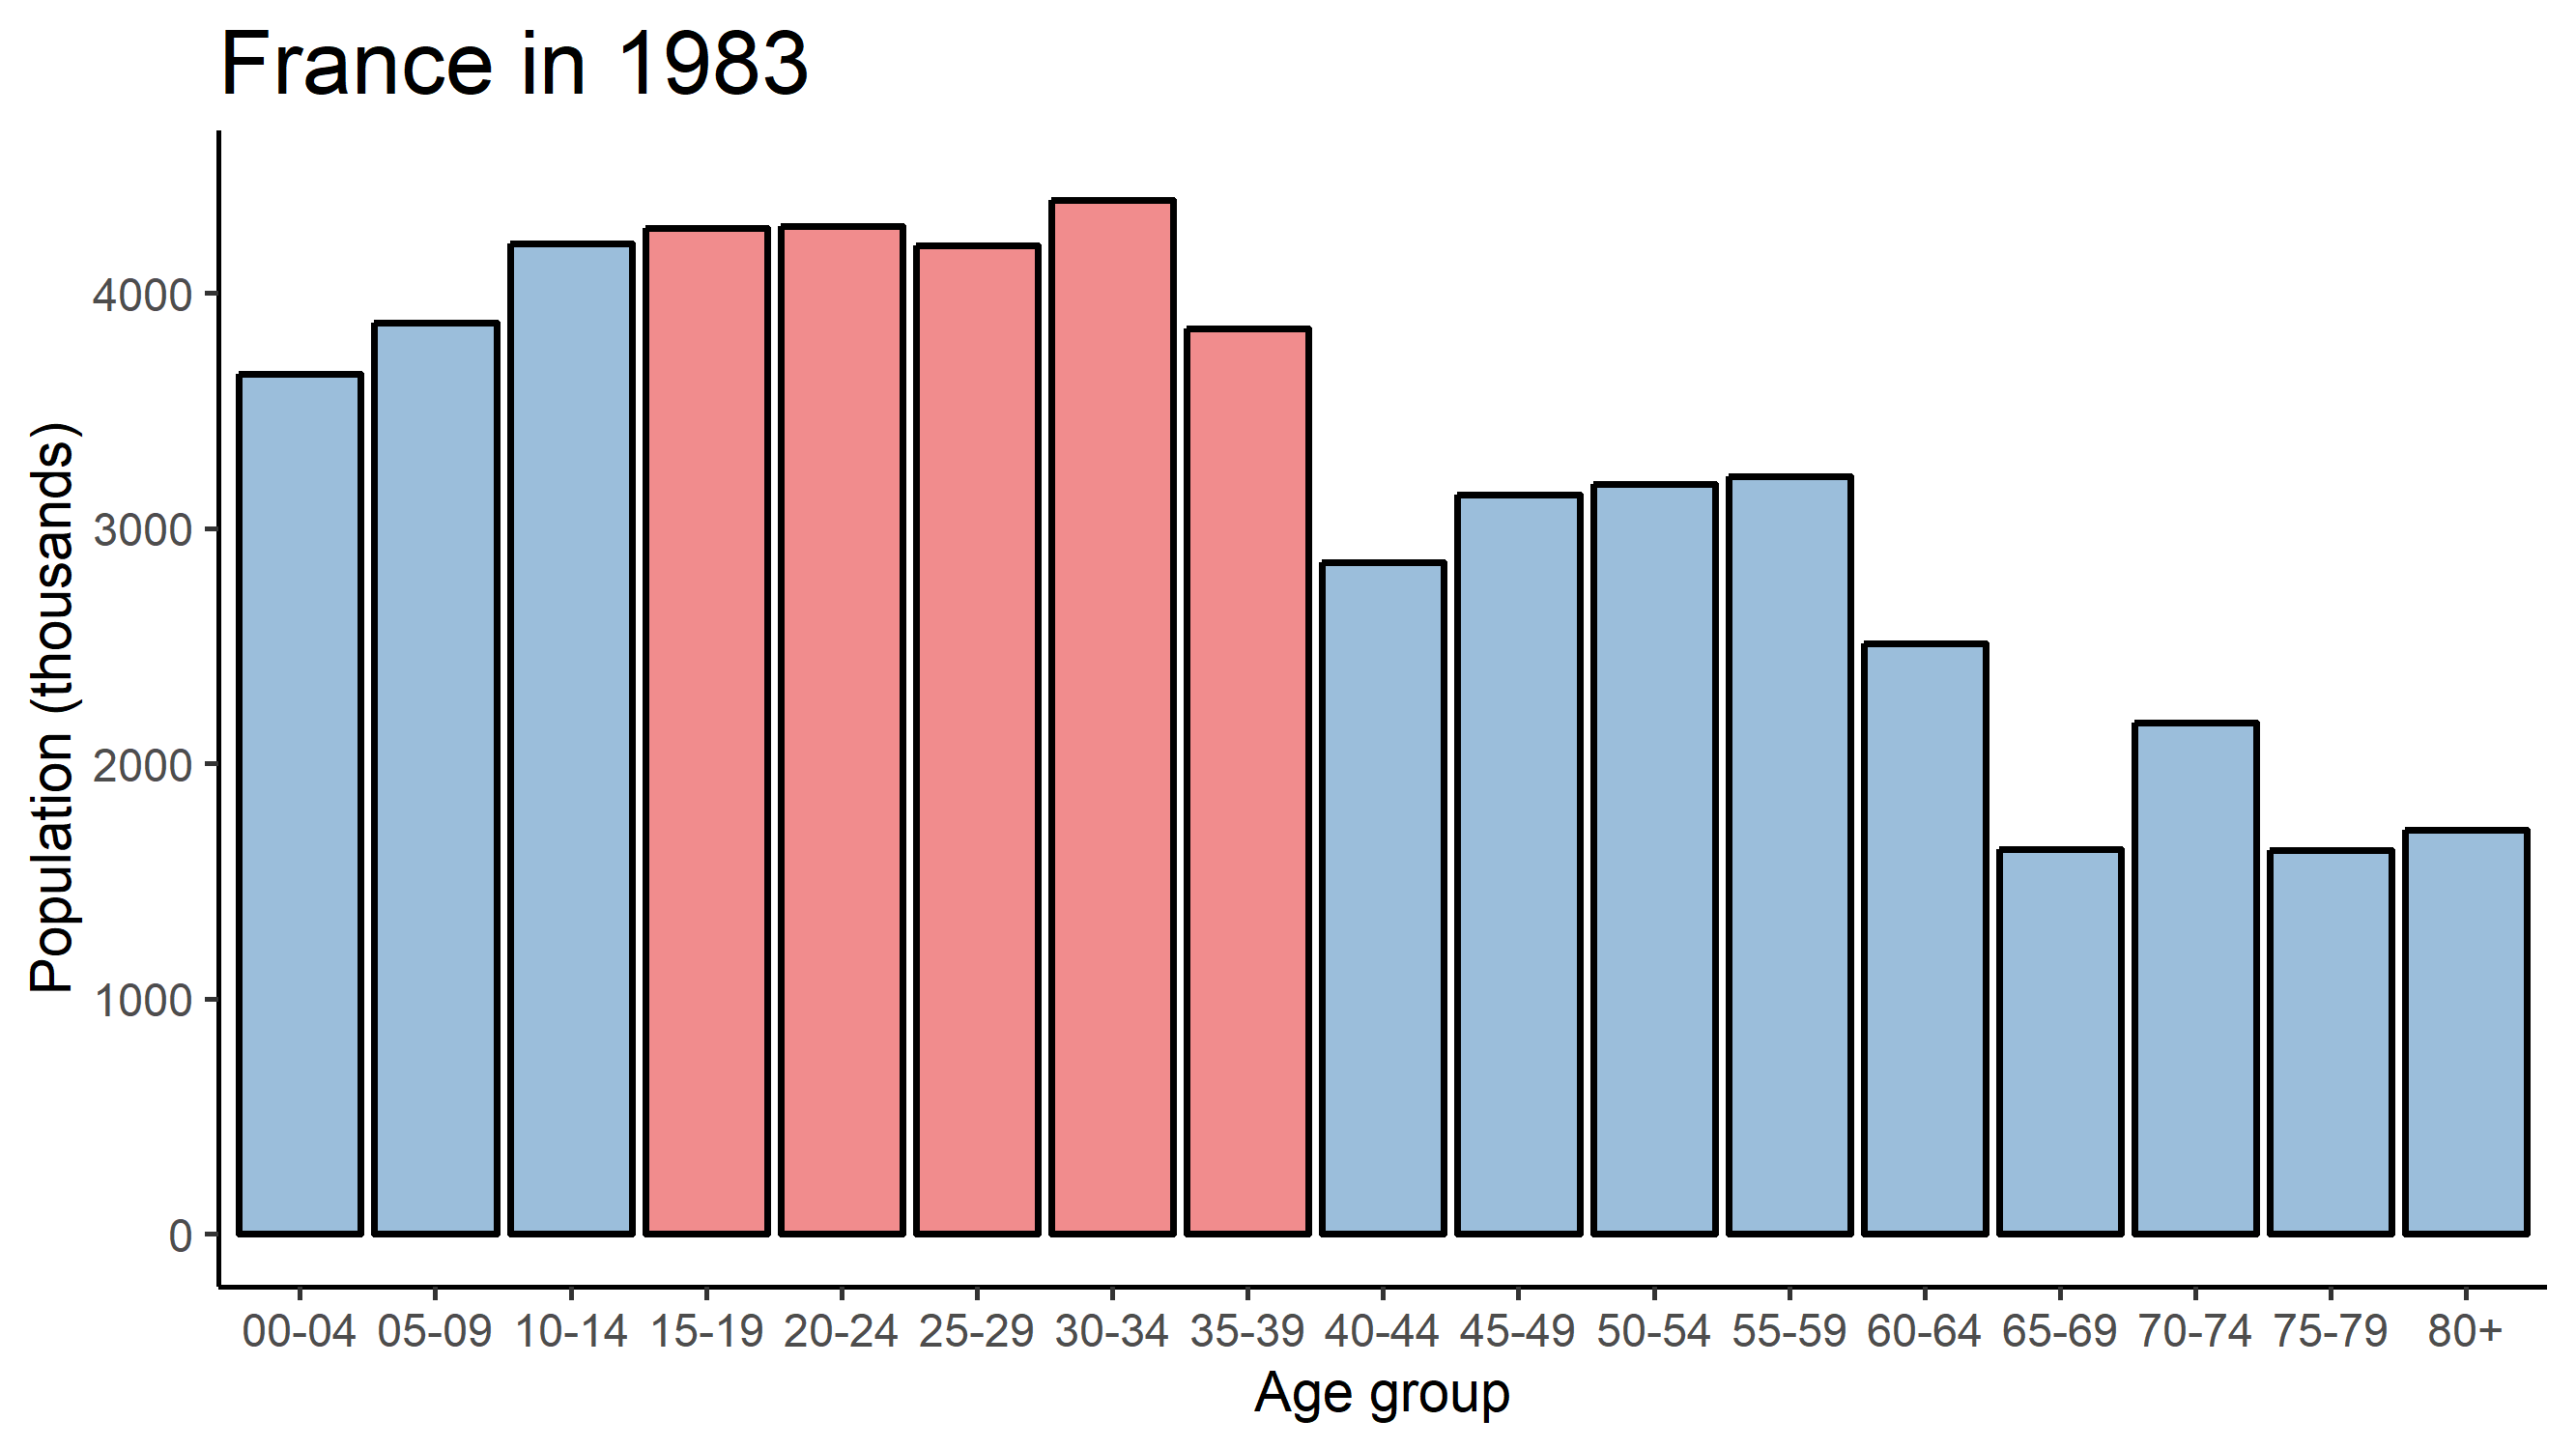 France in 1983
Population (thousands)
4000
3000
2000
1000
0
00-04 05-09 10-14 15-19 20-24 25-29 30-34 35-39 40-44 45-49 50-54 55-59 60-64 65-69 70-74 75-79 80+
Age group